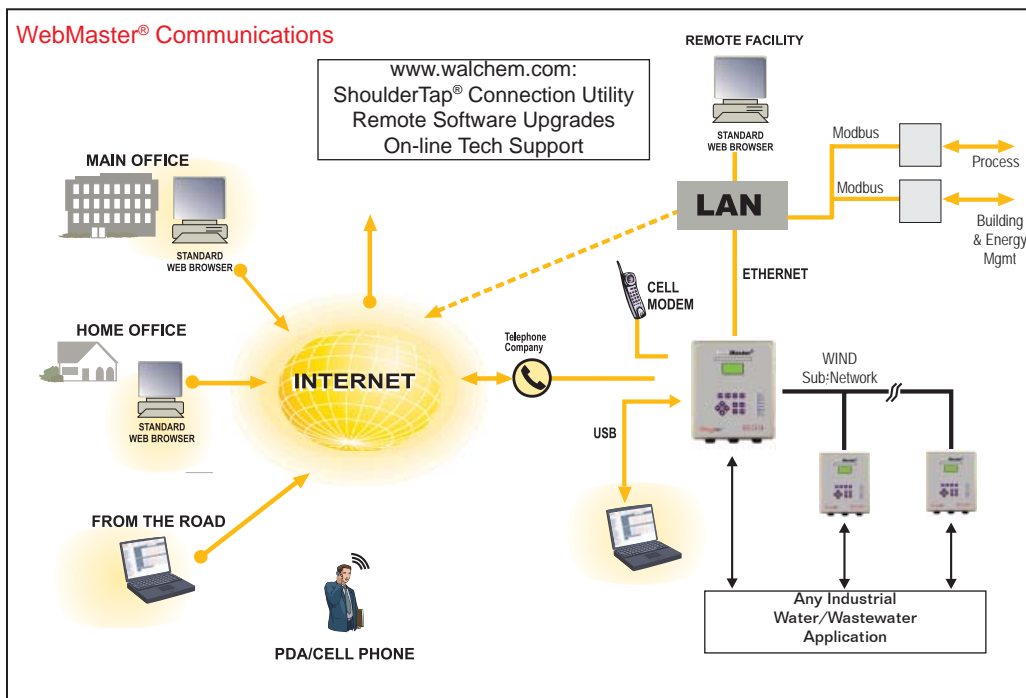 WebMaster® Communications
www.walchem.com:
ShoulderTap® Connection Utility
Remote Software Upgrades
On-line Tech Support
REMOTE FACILITY
STANDARD
WEB BROWSER
Modbus
Process
Modbus
Building
& Energy
Mgmt
LAN
ETHERNET
MAIN OFFICE
STANDARD
WEB BROWSER
CELL
MODEM
HOME OFFICE
STANDARD
WEB BROWSER
INTERNET
Telephone
Company
WIND
Sub-Network
USB
FROM THE ROAD
PDA/CELL PHONE
Any Industrial
Water/Wastewater
Application